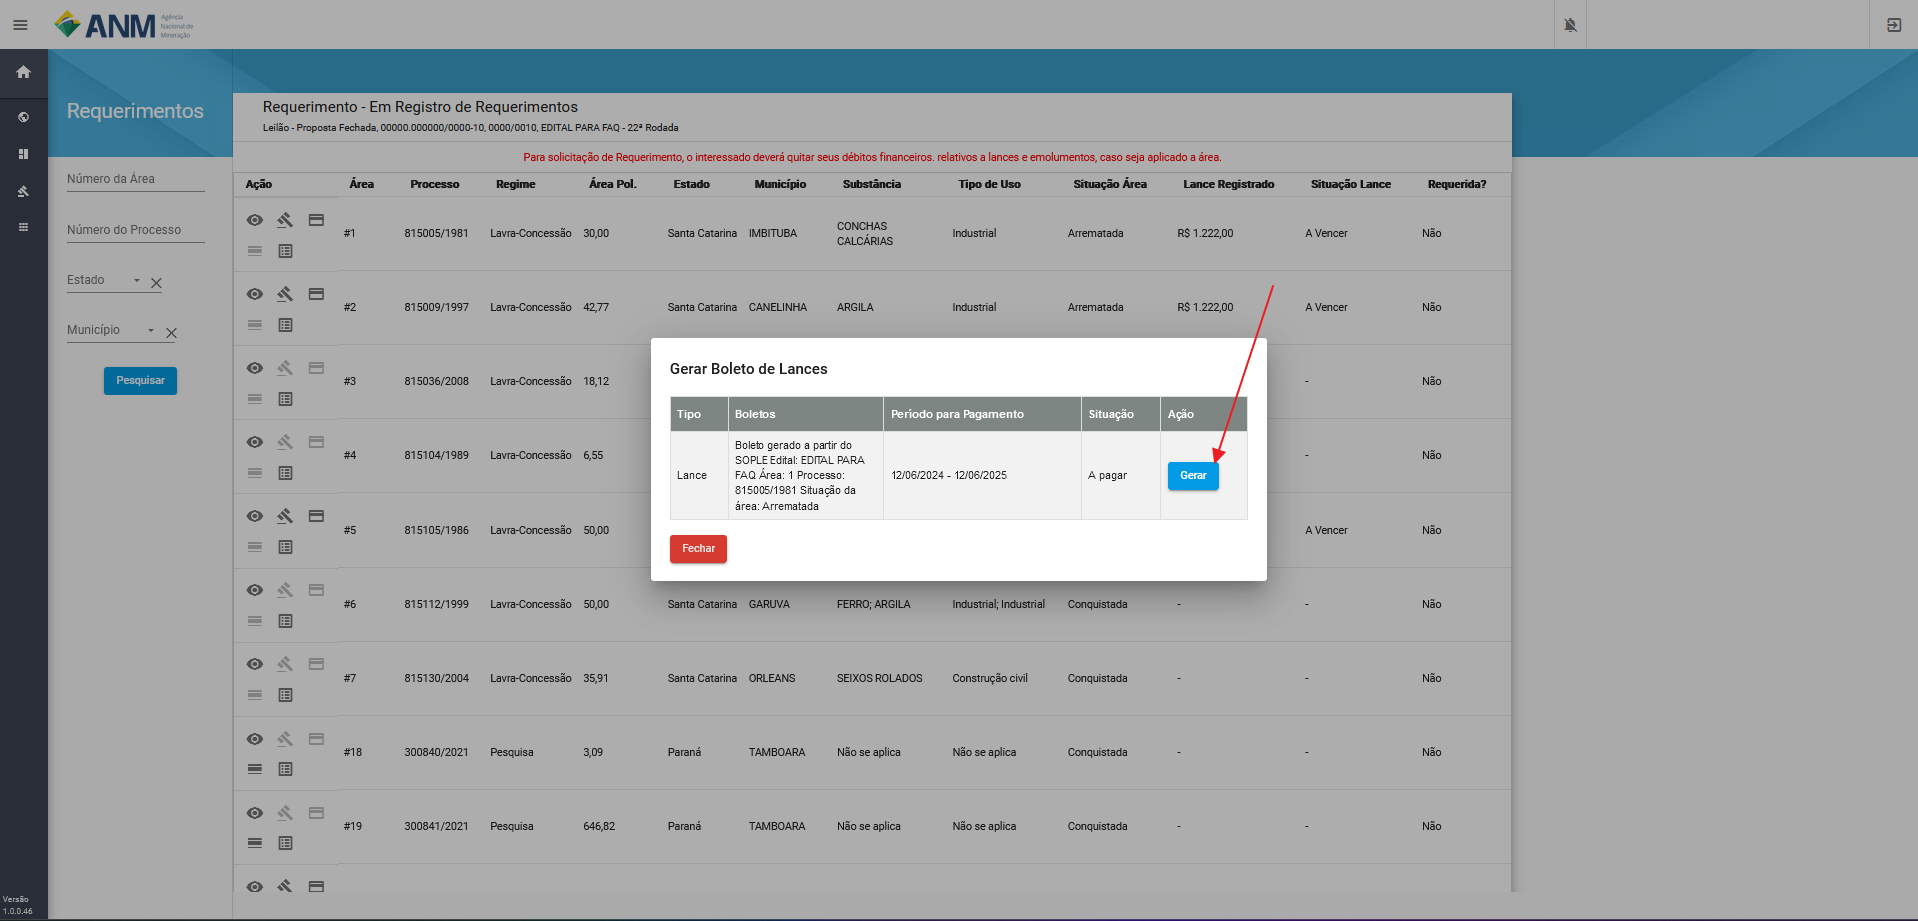 ANM
Agência
Nacional de
Mineração
Requerimentos
Número da Área
Número do Processo
Estado
Município
Pesquisar
Versão
1.0.0.46
Requerimento - Em Registro de Requerimentos
Leilão - Proposta Fechada, 00000.000000/0000-10, 0000/0010, EDITAL PARA FAQ - 22ª Rodada
Para solicitação de Requerimento, o interessado deverá quitar seus débitos financeiros. relativos a lances e emolumentos, caso seja aplicado a área.
Ação Área Processo Regime Área Pol. Estado Município Substância Tipo de Uso Situação Área Lance Registrado Situação Lance Requerida?
#1 815005/1981 Lavra-Concessão 30,00 Santa Catarina IMBITUBA CONCHAS CALCÁRIAS Industrial Arrematada R$ 1.222,00 A Vencer Não
#2 815009/1997 Lavra-Concessão 42,77 Santa Catarina CANELINHA ARGILA Industrial Arrematada R$ 1.222,00 A Vencer Não
#3 815036/2008 Lavra-Concessão 18,12 - Não
#4 815104/1989 Lavra-Concessão 6,55 - Não
#5 815105/1986 Lavra-Concessão 50,00 A Vencer Não
#6 815112/1999 Lavra-Concessão 50,00 Santa Catarina GARUVA FERRO; ARGILA Industrial; Industrial Conquistada - - Não
#7 815130/2004 Lavra-Concessão 35,91 Santa Catarina ORLEANS SEIXOS ROLADOS Construção civil Conquistada - - Não
#18 300840/2021 Pesquisa 3,09 Paraná TAMBOARA Não se aplica Não se aplica Conquistada - - Não
#19 300841/2021 Pesquisa 646,82 Paraná TAMBOARA Não se aplica Não se aplica Conquistada - - Não
Gerar Boleto de Lances
Tipo Boletos Período para Pagamento Situação Ação
Lance
Boleto gerado a partir do
SOPLE Edital: EDITAL PARA
FAQ Área: 1 Processo:
815005/1981 Situação da
área: Arrematada
12/06/2024 - 12/06/2025
A pagar
Gerar
Fechar